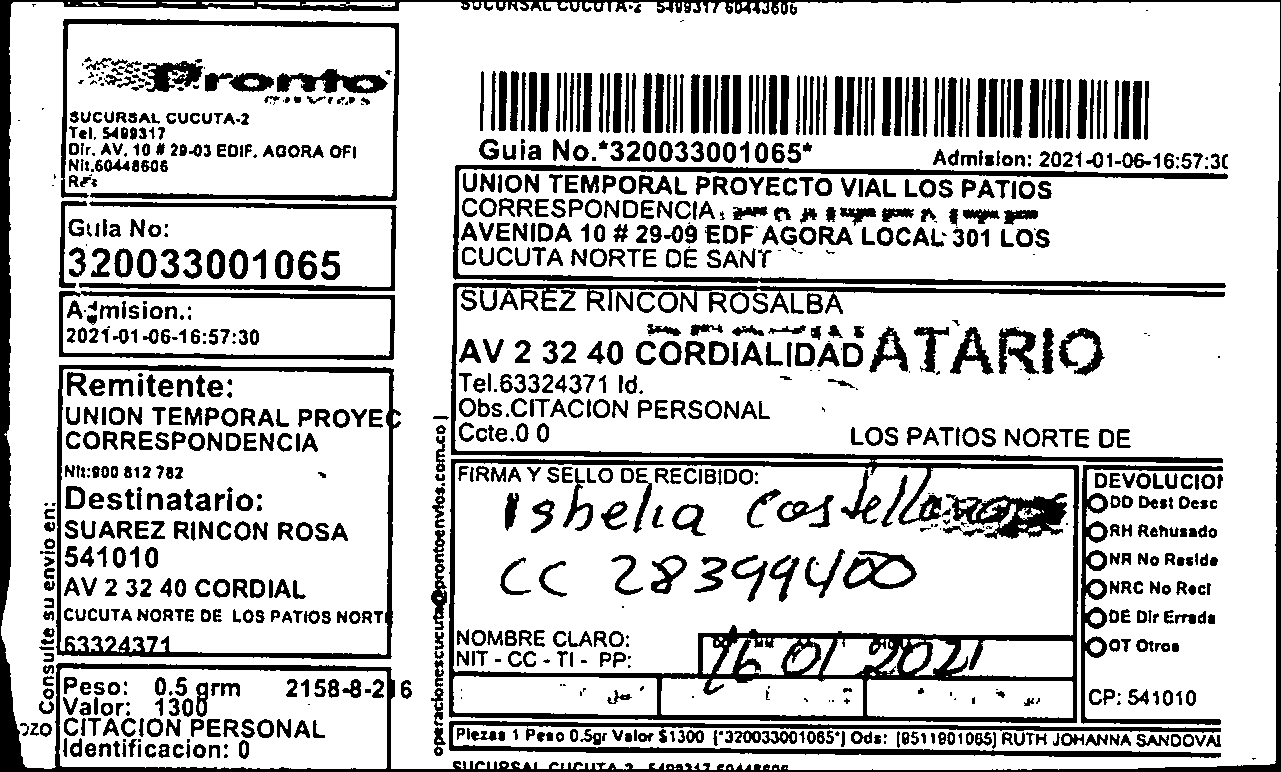 SUCURSAL CUCUTA-2 5499317 60448606
Pronto
envios
SUCURSAL CUCUTA-2
Tel. 5499317
Dir. AV. 10 # 29-03 EDIF. AGORA OFI
Nit.60448606
Guia No:
320033001065
Admision.:
2021-01-06-16:57:30
Remitente:
UNION TEMPORAL PROYEC
CORRESPONDENCIA
Nit:900 812 782
Destinatario:
SUAREZ RINCON ROSA
541010
AV 2 32 40 CORDIAL
CUCUTA NORTE DE LOS PATIOS NORTE
63324371
Peso: 0.5 grm 2158-8-216
Valor: 1300
CITACION PERSONAL
Identificacion: 0
Consulte su envio en:
operacionescucuta@prontoenvios.com.co
Guia No.*320033001065*
Admision: 2021-01-06-16:57:30
UNION TEMPORAL PROYECTO VIAL LOS PATIOS
CORRESPONDENCIA
AVENIDA 10 # 29-09 EDF AGORA LOCAL 301 LOS
CUCUTA NORTE DE SANT
SUAREZ RINCON ROSALBA
AV 2 32 40 CORDIALIDAD
ATARIO
Tel.63324371 Id.
Obs.CITACION PERSONAL
Ccte.0 0
LOS PATIOS NORTE DE
FIRMA Y SELLO DE RECIBIDO:
Isbelia Castellanos
CC 28399400
NOMBRE CLARO:
NIT - CC - TI - PP:
16 01 2021
DEVOLUCION
DD Dest Desc
RH Rehusado
NR No Reside
NRC No Recl
DE Dir Errada
OT Otros
CP: 541010
Piezas 1 Peso 0.5gr Valor $1300 [*320033001065*] Ods: [8511901065] RUTH JOHANNA SANDOVAL
SUCURSAL CUCUTA-2 5499317 60448606